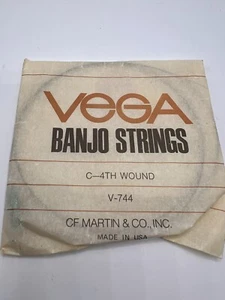 VEGA
BANJO STRINGS
C—4TH WOUND
V-744
CF MARTIN & CO., INC.
MADE IN USA